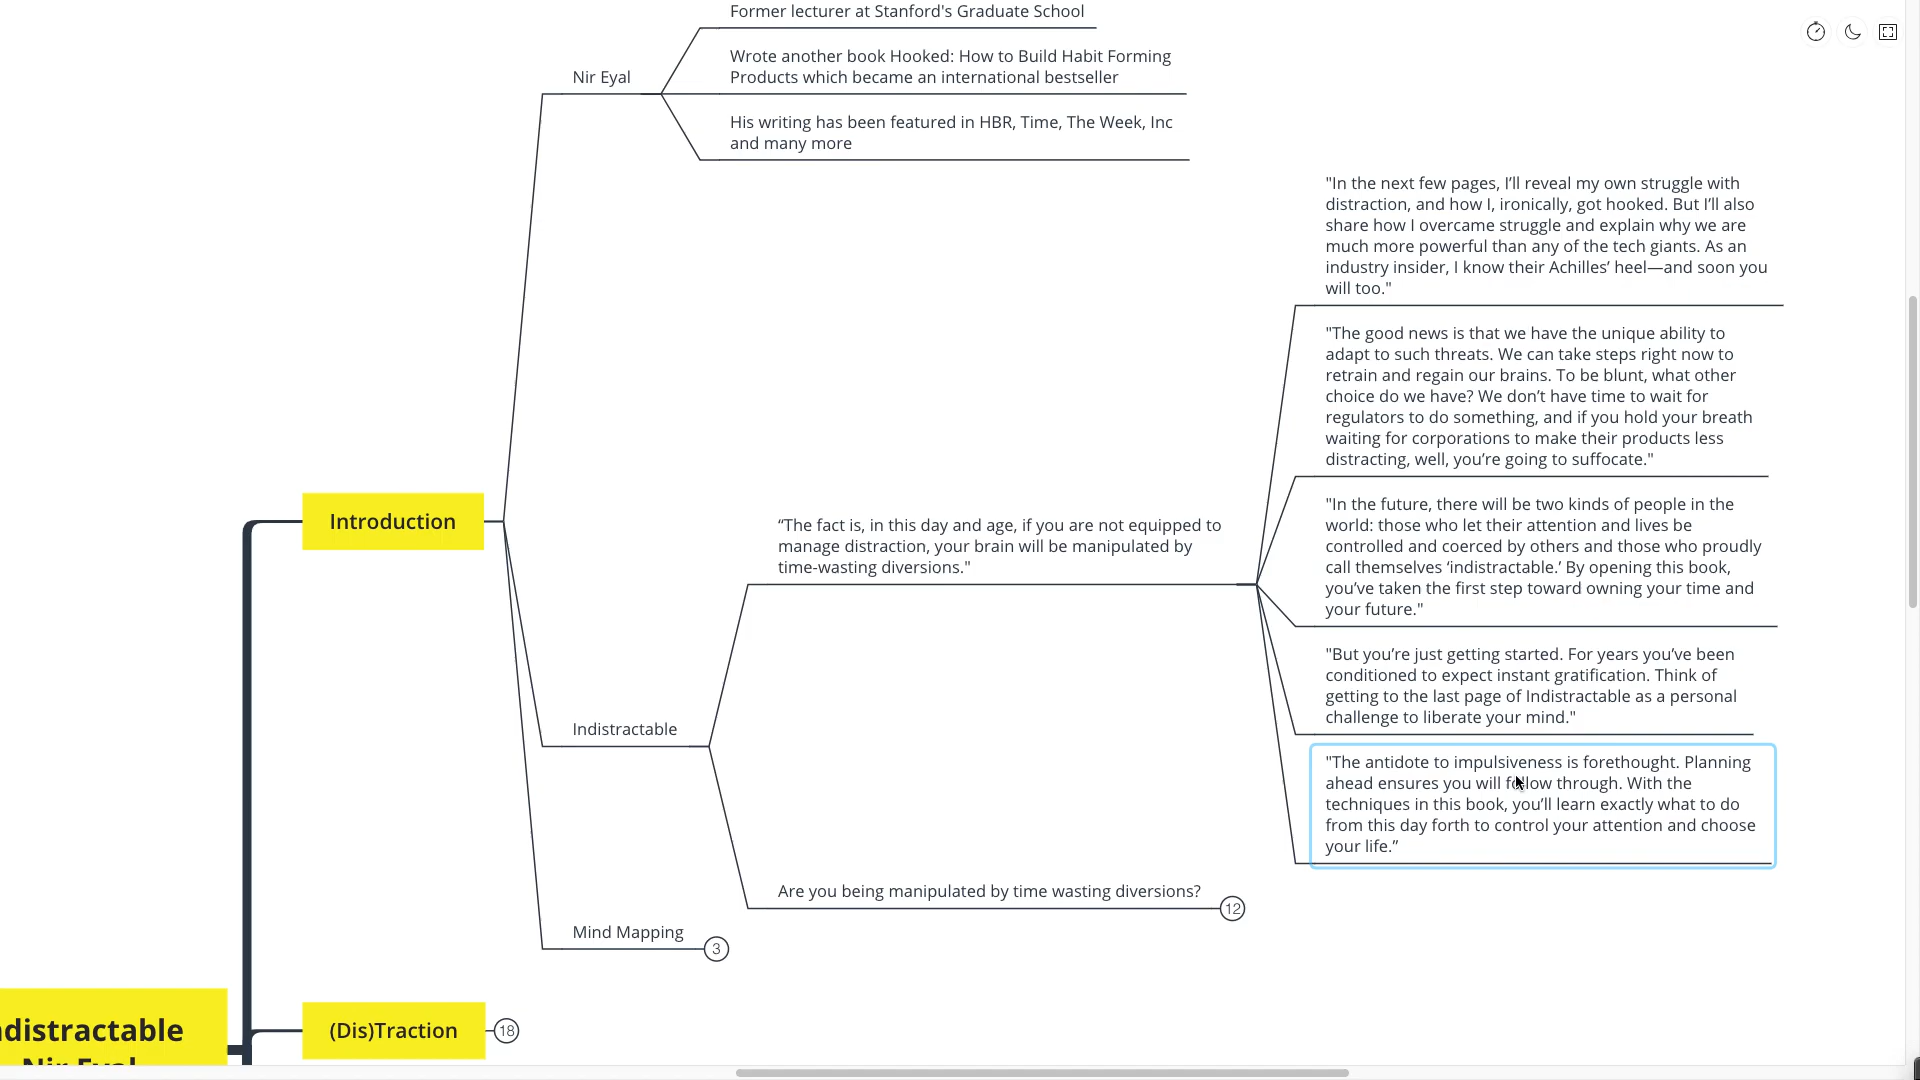 Former lecturer at Stanford's Graduate School
Wrote another book Hooked: How to Build Habit Forming
Products which became an international bestseller
Nir Eyal
His writing has been featured in HBR, Time, The Week, Inc
and many more
"In the next few pages, I’ll reveal my own struggle with
distraction, and how I, ironically, got hooked. But I’ll also
share how I overcame struggle and explain why we are
much more powerful than any of the tech giants. As an
industry insider, I know their Achilles’ heel—and soon you
will too."
"The good news is that we have the unique ability to
adapt to such threats. We can take steps right now to
retrain and regain our brains. To be blunt, what other
choice do we have? We don’t have time to wait for
regulators to do something, and if you hold your breath
waiting for corporations to make their products less
distracting, well, you’re going to suffocate."
Introduction
“The fact is, in this day and age, if you are not equipped to
manage distraction, your brain will be manipulated by
time-wasting diversions."
"In the future, there will be two kinds of people in the
world: those who let their attention and lives be
controlled and coerced by others and those who proudly
call themselves ‘indistractable.’ By opening this book,
you’ve taken the first step toward owning your time and
your future."
"But you’re just getting started. For years you’ve been
conditioned to expect instant gratification. Think of
getting to the last page of Indistractable as a personal
challenge to liberate your mind."
Indistractable
"The antidote to impulsiveness is forethought. Planning
ahead ensures you will follow through. With the
techniques in this book, you’ll learn exactly what to do
from this day forth to control your attention and choose
your life.”
Are you being manipulated by time wasting diversions? 12
Mind Mapping 3
(Dis)Traction 18
ndistractable
Nir Eyal